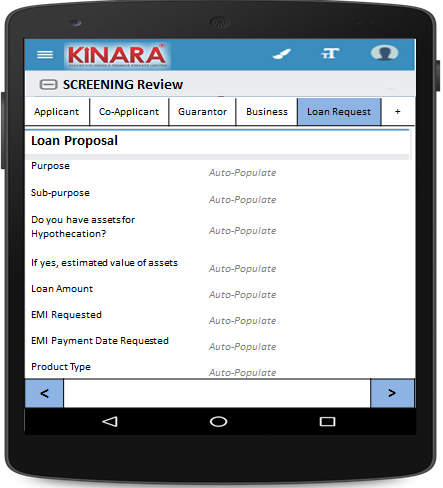 KINARA
SCREENING Review
Applicant Co-Applicant Guarantor Business Loan Request +
Loan Proposal
Purpose Auto-Populate
Sub-purpose Auto-Populate
Do you have assets for
Hypothecation? Auto-Populate
If yes, estimated value of assets Auto-Populate
Loan Amount Auto-Populate
EMI Requested Auto-Populate
EMI Payment Date Requested Auto-Populate
Product Type Auto-Populate
< >